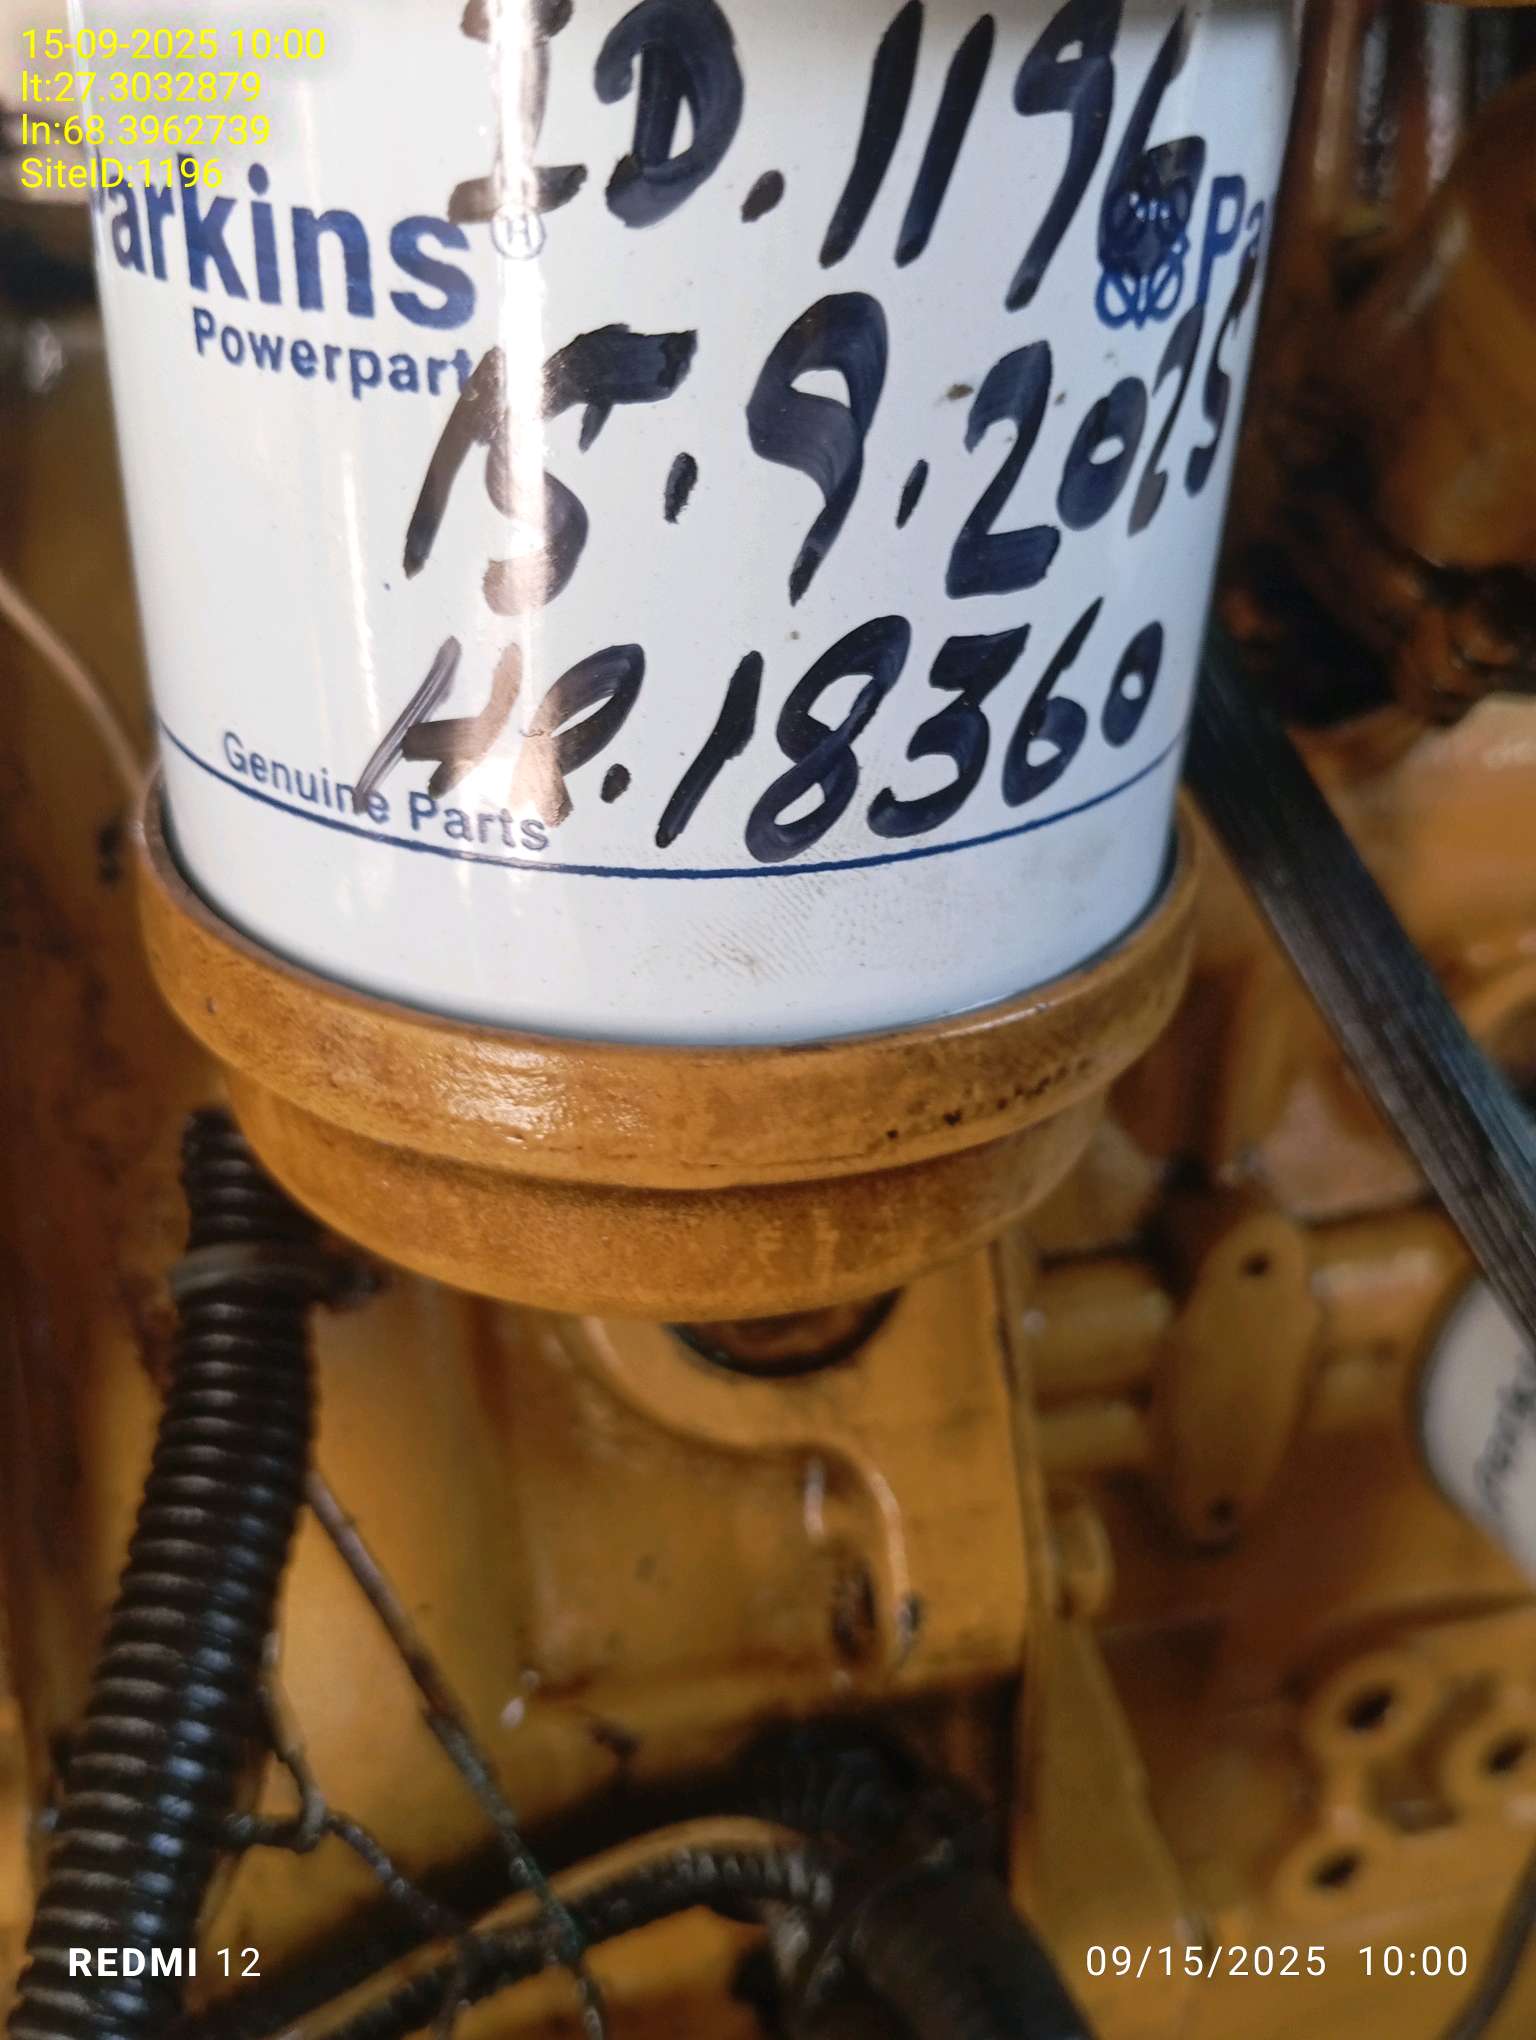 15-09-2025 10:00
lt:27.3032879
ln:68.3962739
SiteID:1196
ID.1196
Parkins
Powerpart
15.9.2025
HR.18360
Genuine Parts
REDMI 12
09/15/2025 10:00